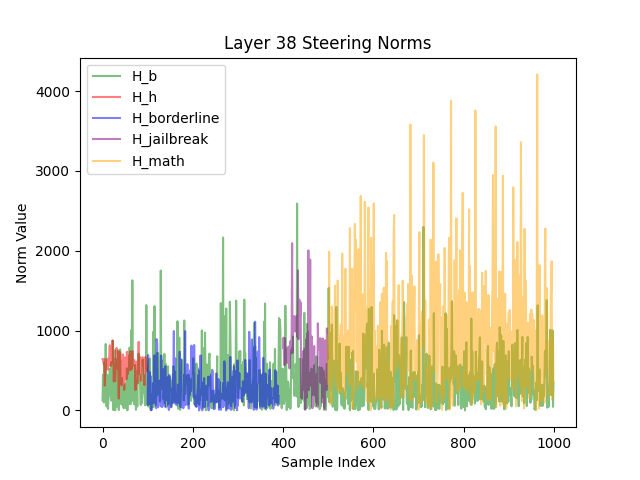 Layer 38 Steering Norms
H_b
H_h
H_borderline
H_jailbreak
H_math
Norm Value
4000
3000
2000
1000
0
0 200 400 600 800 1000
Sample Index